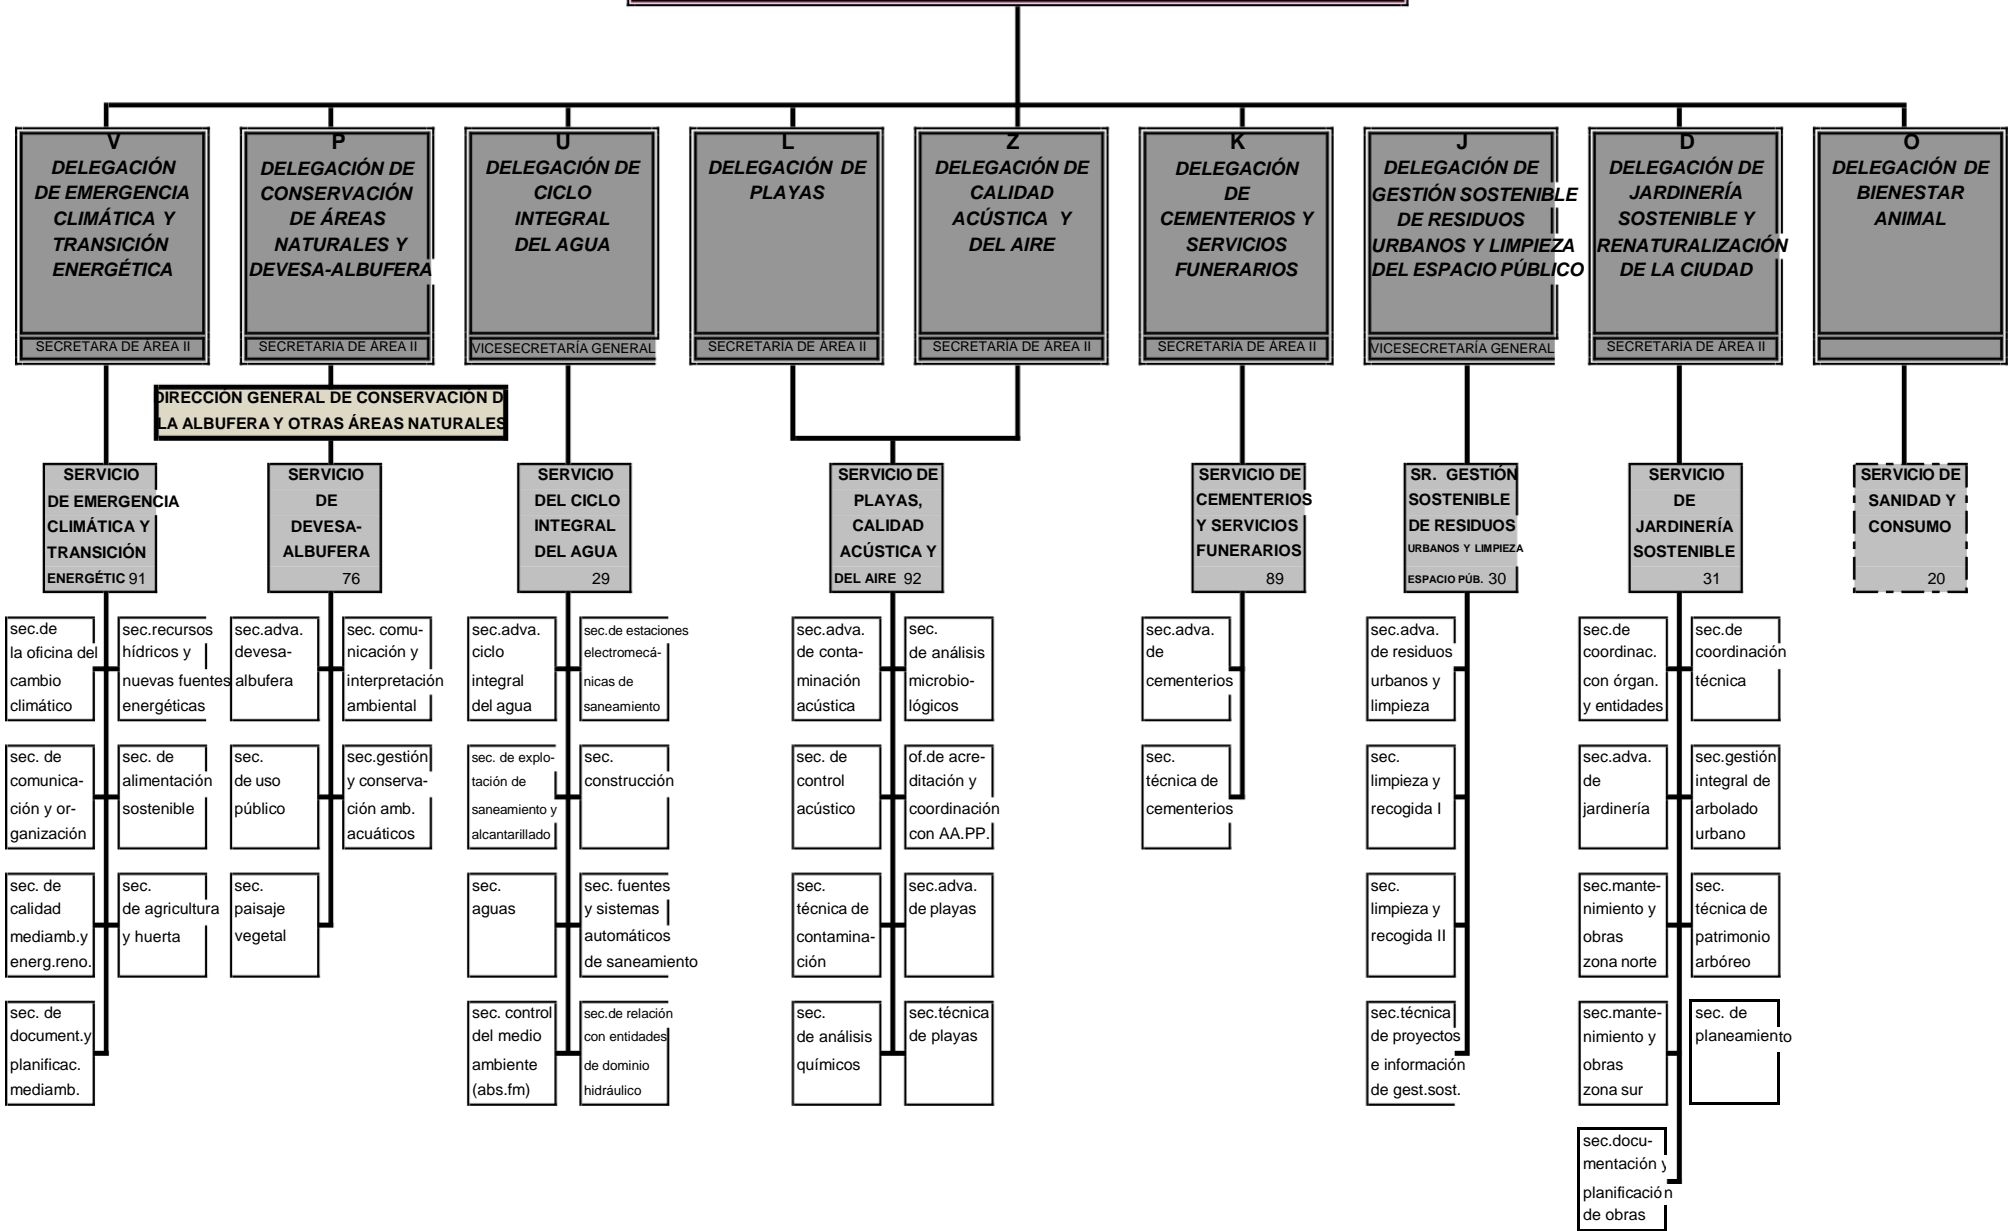 V
DELEGACIÓN
DE EMERGENCIA
CLIMÁTICA Y
TRANSICIÓN
ENERGÉTICA
SECRETARA DE ÁREA II
P
DELEGACIÓN DE
CONSERVACIÓN
DE ÁREAS
NATURALES Y
DEVESA-ALBUFERA
SECRETARIA DE ÁREA II
U
DELEGACIÓN DE
CICLO
INTEGRAL
DEL AGUA
VICESECRETARÍA GENERAL
L
DELEGACIÓN DE
PLAYAS
SECRETARÍA DE ÁREA II
Z
DELEGACIÓN DE
CALIDAD
ACÚSTICA Y
DEL AIRE
SECRETARÍA DE ÁREA II
K
DELEGACIÓN
DE
CEMENTERIOS Y
SERVICIOS
FUNERARIOS
SECRETARÍA DE ÁREA II
J
DELEGACIÓN DE
GESTIÓN SOSTENIBLE
DE RESIDUOS
URBANOS Y LIMPIEZA
DEL ESPACIO PÚBLICO
VICESECRETARÍA GENERAL
D
DELEGACIÓN DE
JARDINERÍA
SOSTENIBLE Y
RENATURALIZACIÓN
DE LA CIUDAD
SECRETARÍA DE ÁREA II
O
DELEGACIÓN DE
BIENESTAR
ANIMAL
DIRECCIÓN GENERAL DE CONSERVACIÓN D
LA ALBUFERA Y OTRAS ÁREAS NATURALES
SERVICIO
DE EMERGENCIA
CLIMÁTICA Y
TRANSICIÓN
ENERGÉTIC 91
SERVICIO
DE
DEVESA-
ALBUFERA
76
SERVICIO
DEL CICLO
INTEGRAL
DEL AGUA
29
SERVICIO DE
PLAYAS,
CALIDAD
ACÚSTICA Y
DEL AIRE 92
SERVICIO DE
CEMENTERIOS
Y SERVICIOS
FUNERARIOS
89
SR. GESTIÓN
SOSTENIBLE
DE RESIDUOS
URBANOS Y LIMPIEZA
ESPACIO PÚB. 30
SERVICIO
DE
JARDINERÍA
SOSTENIBLE
31
SERVICIO DE
SANIDAD Y
CONSUMO
20
sec.de
la oficina del
cambio
climático
sec.recursos
hídricos y
nuevas fuentes
energéticas
sec. de
comunica-
ción y or-
ganización
sec. de
alimentación
sostenible
sec. de
calidad
mediamb.y
energ.reno.
sec.
de agricultura
y huerta
sec. de
document.y
planificac.
mediamb.
sec.adva.
devesa-
albufera
sec. comu-
nicación y
interpretación
ambiental
sec.
de uso
público
sec.gestión
y conserva-
ción amb.
acuáticos
sec.
paisaje
vegetal
sec.adva.
ciclo
integral
del agua
sec.de estaciones
electromecá-
nicas de
saneamiento
sec. de explo-
tación de
saneamiento y
alcantarillado
sec.
construcción
sec.
aguas
sec. fuentes
y sistemas
automáticos
de saneamiento
sec. control
del medio
ambiente
(abs.fm)
sec.de relación
con entidades
de dominio
hidráulico
sec.adva.
de conta-
minación
acústica
sec.
de análisis
microbio-
lógicos
sec. de
control
acústico
of.de acre-
ditación y
coordinación
con AA.PP.
sec.
técnica de
contamina-
ción
sec.adva.
de playas
sec.
de análisis
químicos
sec.técnica
de playas
sec.adva.
de
cementerios
sec.
técnica de
cementerios
sec.adva.
de residuos
urbanos y
limpieza
sec.
limpieza y
recogida I
sec.
limpieza y
recogida II
sec.técnica
de proyectos
e información
de gest.sost.
sec.de
coordinac.
con órgan.
y entidades
sec.de
coordinación
técnica
sec.adva.
de
jardinería
sec.gestión
integral de
arbolado
urbano
sec.mante-
nimiento y
obras
zona norte
sec.
técnica de
patrimonio
arbóreo
sec.mante-
nimiento y
obras
zona sur
sec. de
planeamiento
sec.docu-
mentación y
planificación
de obras